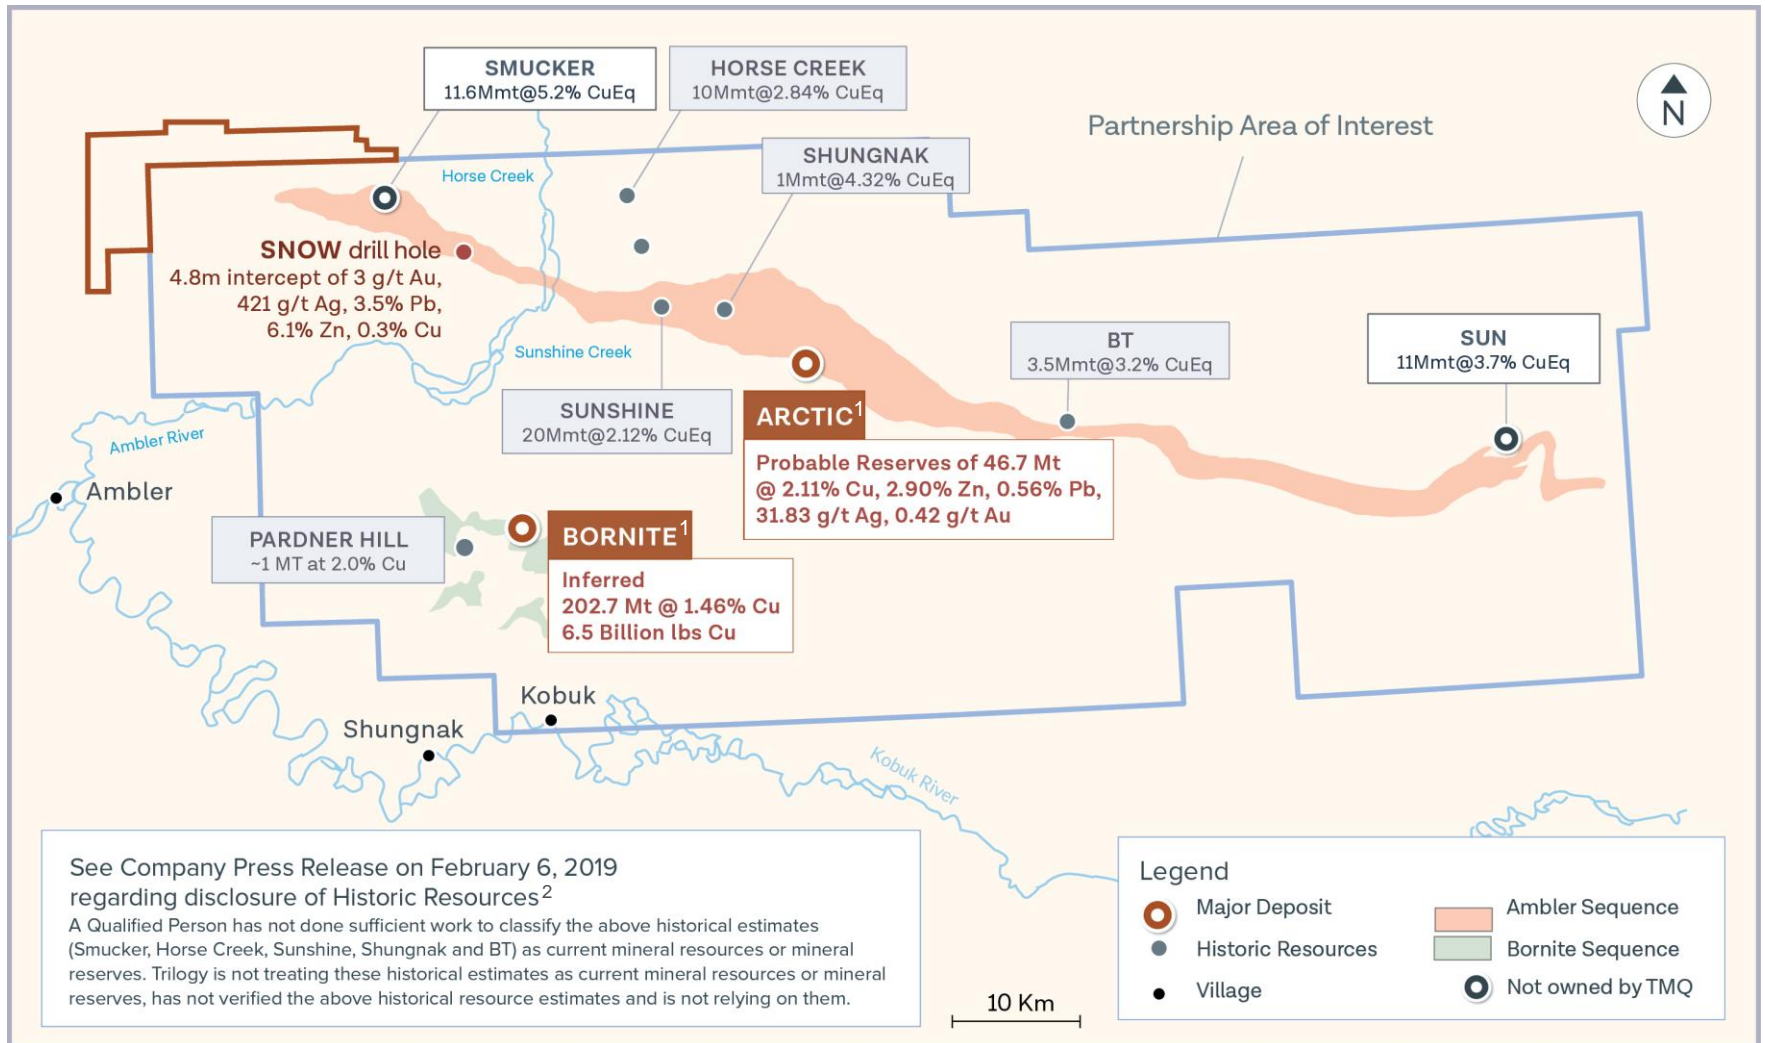 SMUCKER
11.6Mmt@5.2% CuEq
HORSE CREEK
10Mmt@2.84% CuEq
N
Partnership Area of Interest
SHUNGNAK
1Mmt@4.32% CuEq
Horse Creek
SNOW drill hole
4.8m intercept of 3 g/t Au,
421 g/t Ag, 3.5% Pb,
6.1% Zn, 0.3% Cu
Sunshine Creek
BT
3.5Mmt@3.2% CuEq
SUN
11Mmt@3.7% CuEq
SUNSHINE
20Mmt@2.12% CuEq
ARCTIC¹
Probable Reserves of 46.7 Mt
@ 2.11% Cu, 2.90% Zn, 0.56% Pb,
31.83 g/t Ag, 0.42 g/t Au
Ambler River
Ambler
PARDNER HILL
~1 MT at 2.0% Cu
BORNITE¹
Inferred
202.7 Mt @ 1.46% Cu
6.5 Billion lbs Cu
Kobuk
Shungnak
Kobuk River
See Company Press Release on February 6, 2019
regarding disclosure of Historic Resources²
A Qualified Person has not done sufficient work to classify the above historical estimates
(Smucker, Horse Creek, Sunshine, Shungnak and BT) as current mineral resources or mineral
reserves. Trilogy is not treating these historical estimates as current mineral resources or mineral
reserves, has not verified the above historical resource estimates and is not relying on them.
10 Km
Legend
Major Deposit
Historic Resources
Village
Ambler Sequence
Bornite Sequence
Not owned by TMQ